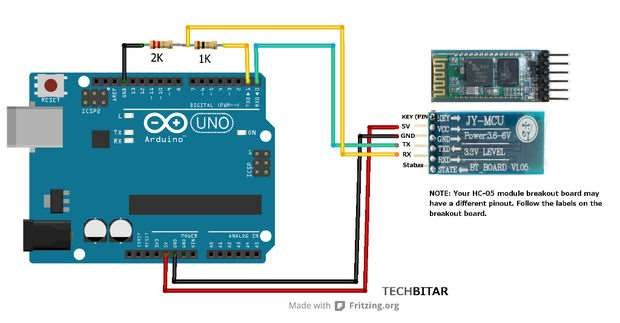 2K
1K
RESET
ICSP2
AREF
GND
13
12
11
10
9
8
7
6
5
4
3
2
TX0 1
RX0 0
DIGITAL (PWM~)
L
TX
RX
Arduino
UNO
ON
ICSP
IOREF
RESET
3V3
5V
GND
GND
VIN
POWER
ANALOG IN
A0
A1
A2
A3
A4
A5
KEY (PIN
5V
GND
TX
RX
Status
KEY
VCC
GND
TXD
RXD
STATE
JY-MCU
Power:3.6-6V
3.3V LEVEL
BT_BOARD V1.05
NOTE: Your HC-05 module breakout board may
have a different pinout. Follow the labels on the
breakout board.
TECHBITAR
Made with Fritzing.org